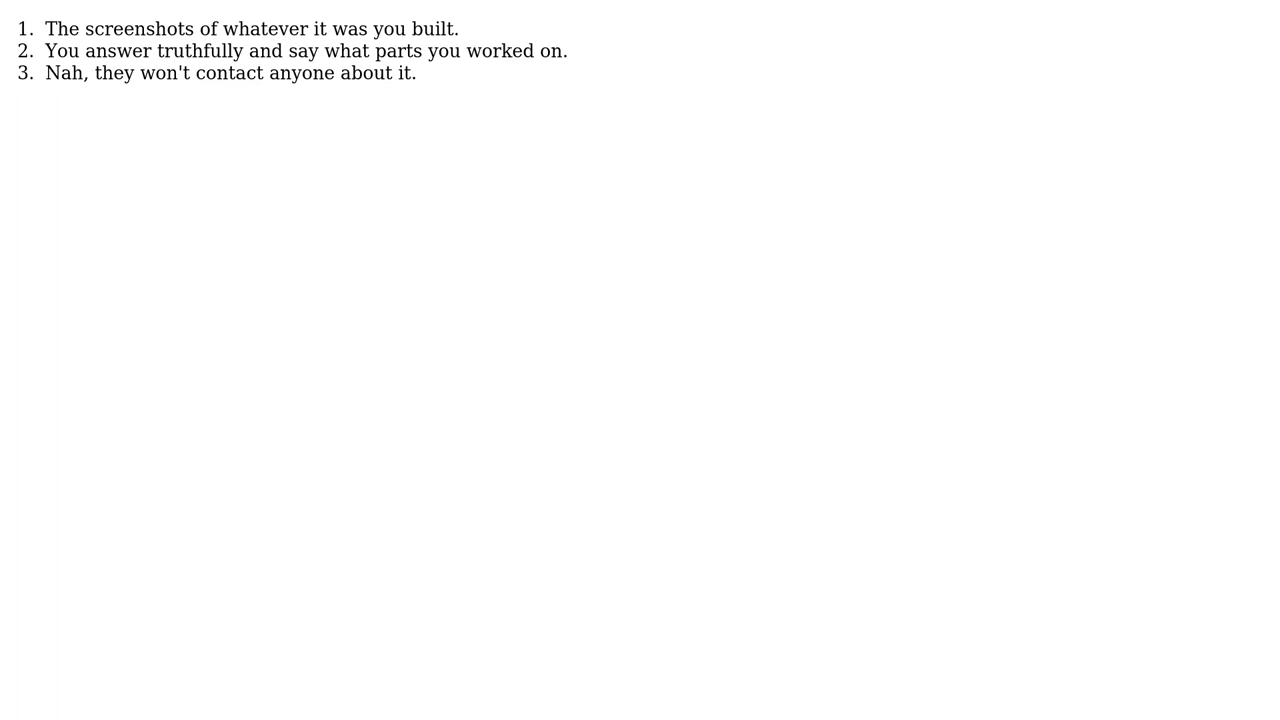 1. The screenshots of whatever it was you built.
2. You answer truthfully and say what parts you worked on.
3. Nah, they won't contact anyone about it.